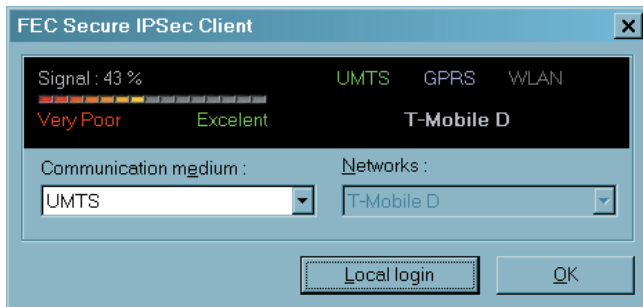 FEC Secure IPSec Client
Signal : 43 % UMTS GPRS WLAN
Very Poor Excelent T-Mobile D
Communication medium : Networks :
UMTS T-Mobile D
Local login OK